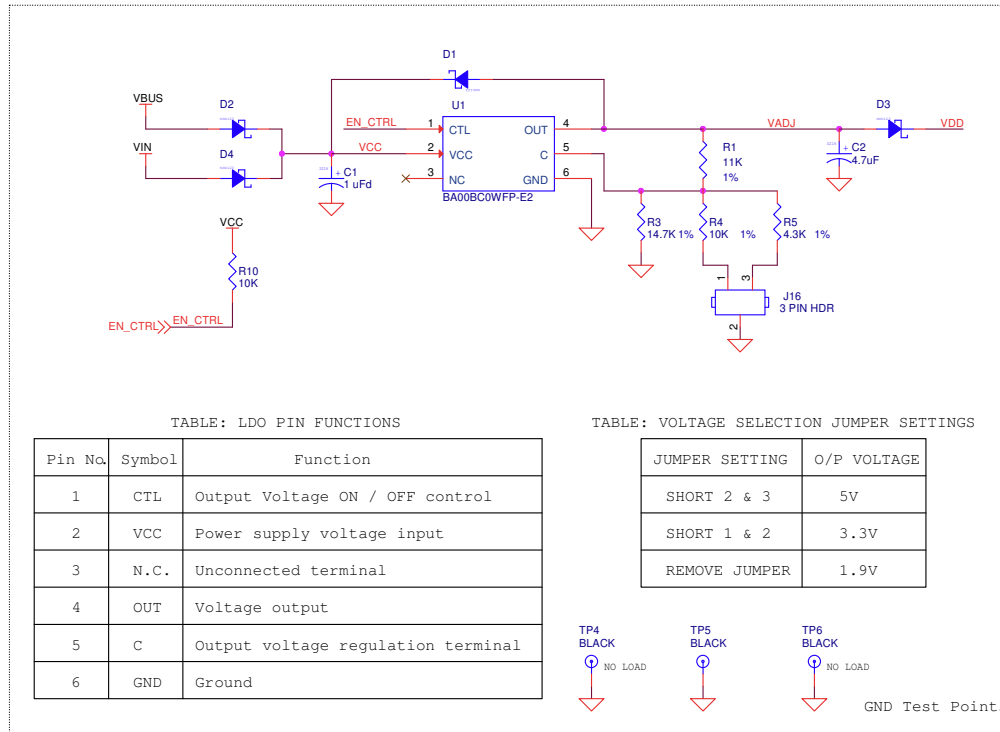 D1
VBUS
D2
U1
D3
EN_CTRL
1
CTL
OUT
4
VADJ
VDD
VIN
D4
VCC
2
VCC
C
5
R1
11K
1%
+ C2
4.7uF
+ C1
1 uFd
3
NC
GND
6
BA00BC0WFP-E2
R3
14.7K 1%
R4
10K 1%
R5
4.3K 1%
VCC
R10
10K
1
3
J16
3 PIN HDR
2
EN_CTRL
EN_CTRL
TABLE: LDO PIN FUNCTIONS
Pin No. Symbol Function
1 CTL Output Voltage ON / OFF control
2 VCC Power supply voltage input
3 N.C. Unconnected terminal
4 OUT Voltage output
5 C Output voltage regulation terminal
6 GND Ground
TABLE: VOLTAGE SELECTION JUMPER SETTINGS
JUMPER SETTING O/P VOLTAGE
SHORT 2 & 3 5V
SHORT 1 & 2 3.3V
REMOVE JUMPER 1.9V
TP4
BLACK
NO LOAD
TP5
BLACK
TP6
BLACK
NO LOAD
GND Test Point